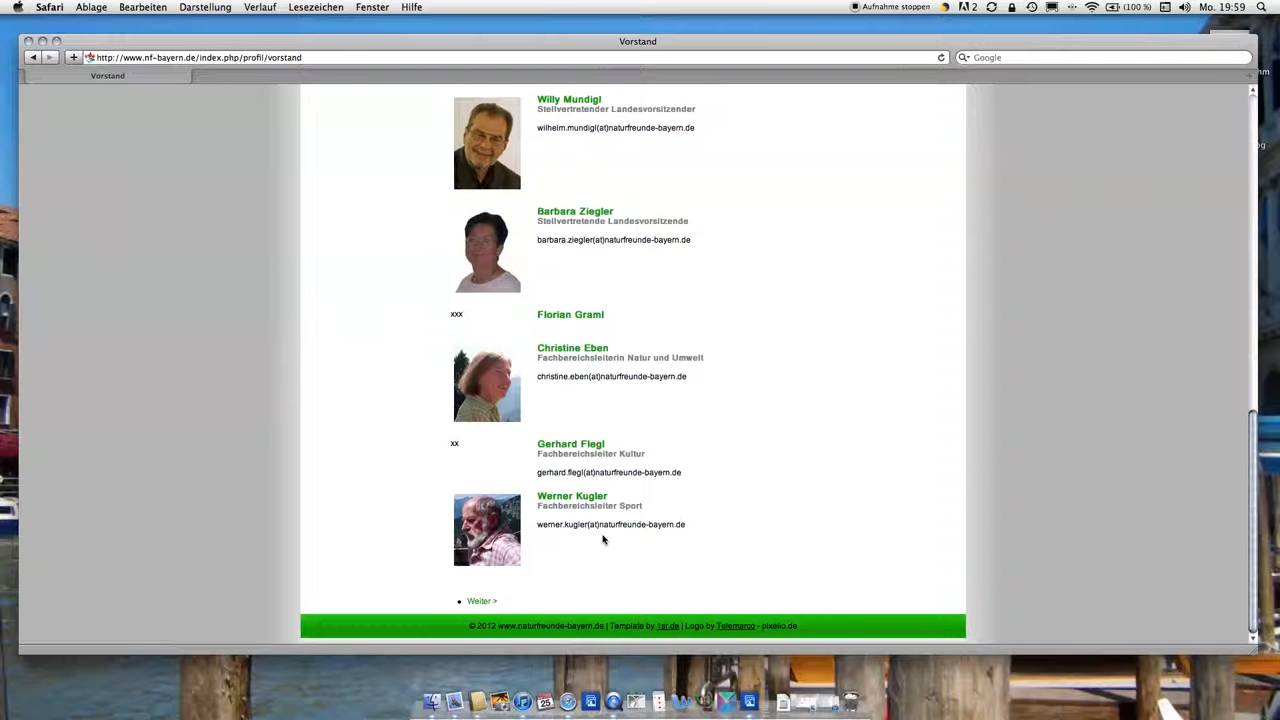 Safari Ablage Bearbeiten Darstellung Verlauf Lesezeichen Fenster Hilfe Aufnahme stoppen 2 (100 %) Mo. 19:59
Vorstand
http://www.nf-bayern.de/index.php/profil/vorstand
Google
Vorstand
Willy Mundigl
Stellvertretender Landesvorsitzender
wilhelm.mundigl(at)naturfreunde-bayern.de
Barbara Ziegler
Stellvertretende Landesvorsitzende
barbara.ziegler(at)naturfreunde-bayern.de
xxx
Florian Graml
Christine Eben
Fachbereichsleiterin Natur und Umwelt
christine.eben(at)naturfreunde-bayern.de
xx
Gerhard Flegl
Fachbereichsleiter Kultur
gerhard.flegl(at)naturfreunde-bayern.de
Werner Kugler
Fachbereichsleiter Sport
werner.kugler(at)naturfreunde-bayern.de
Weiter >
© 2012 www.naturfreunde-bayern.de | Template by 1sr.de | Logo by Telemarco - pixelio.de
25